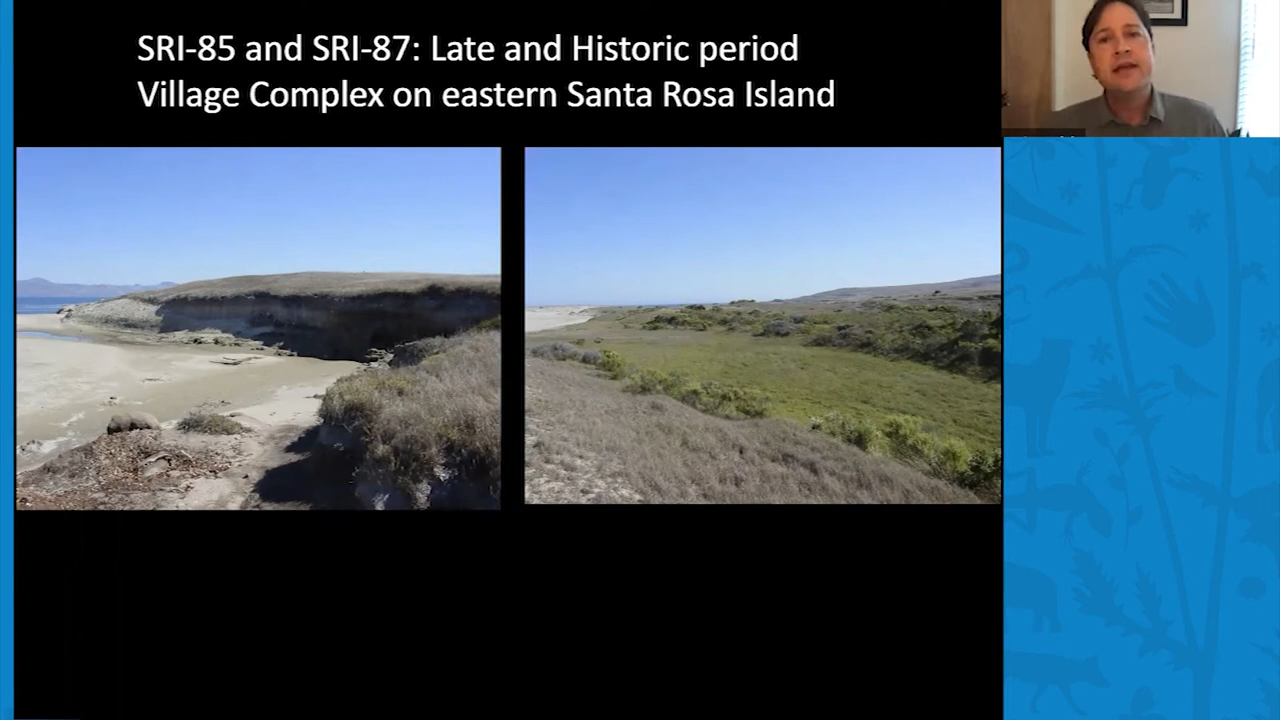 SRI-85 and SRI-87: Late and Historic period
Village Complex on eastern Santa Rosa Island